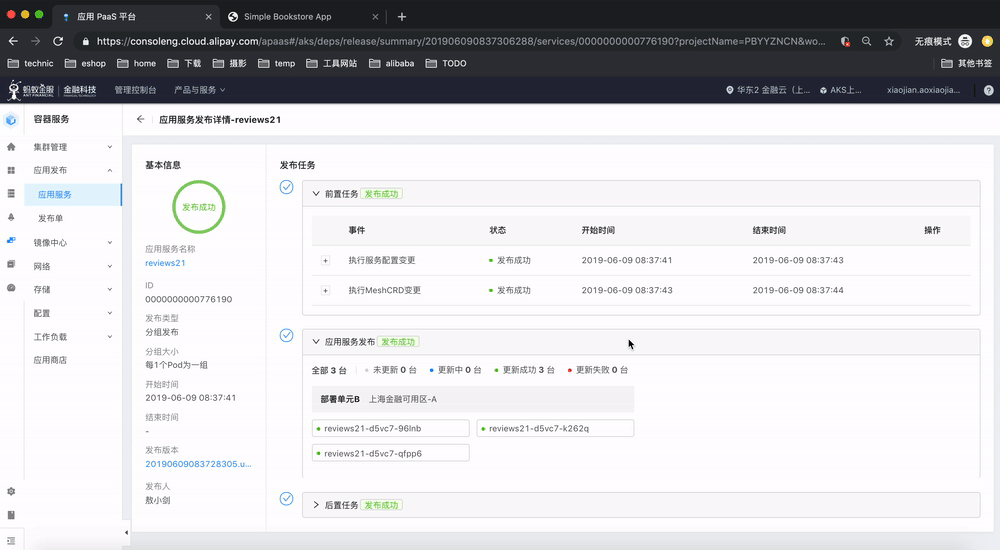 应用 PaaS 平台
Simple Bookstore App
https://consoleng.cloud.alipay.com/apaas#/aks/deps/release/summary/201906090837306288/services/0000000000776190?projectName=PBYYZNCN&wo...
无痕模式
technic
eshop
home
下载
摄影
temp
工具网站
alibaba
TODO
其他书签
蚂蚁金服
ANT FINANCIAL
金融科技
管理控制台
产品与服务
华东2 金融云（上...
AKS上...
xiaojian.aoxiaojia...
容器服务
应用服务发布详情-reviews21
集群管理
应用发布
应用服务
发布单
镜像中心
网络
存储
配置
工作负载
应用商店
基本信息
发布成功
应用服务名称
reviews21
ID
0000000000776190
发布类型
分组发布
分组大小
每1个Pod为一组
开始时间
2019-06-09 08:37:41
结束时间
-
发布版本
20190609083728305.u...
发布人
敖小剑
发布任务
前置任务 发布成功
事件 状态 开始时间 结束时间 操作
执行服务配置变更 发布成功 2019-06-09 08:37:41 2019-06-09 08:37:43
执行MeshCRD变更 发布成功 2019-06-09 08:37:43 2019-06-09 08:37:44
应用服务发布 发布成功
全部 3 台 未更新 0 台 更新中 0 台 更新成功 3 台 更新失败 0 台
部署单元B 上海金融可用区-A
reviews21-d5vc7-96lnb
reviews21-d5vc7-k262q
reviews21-d5vc7-qfpp6
后置任务 发布成功